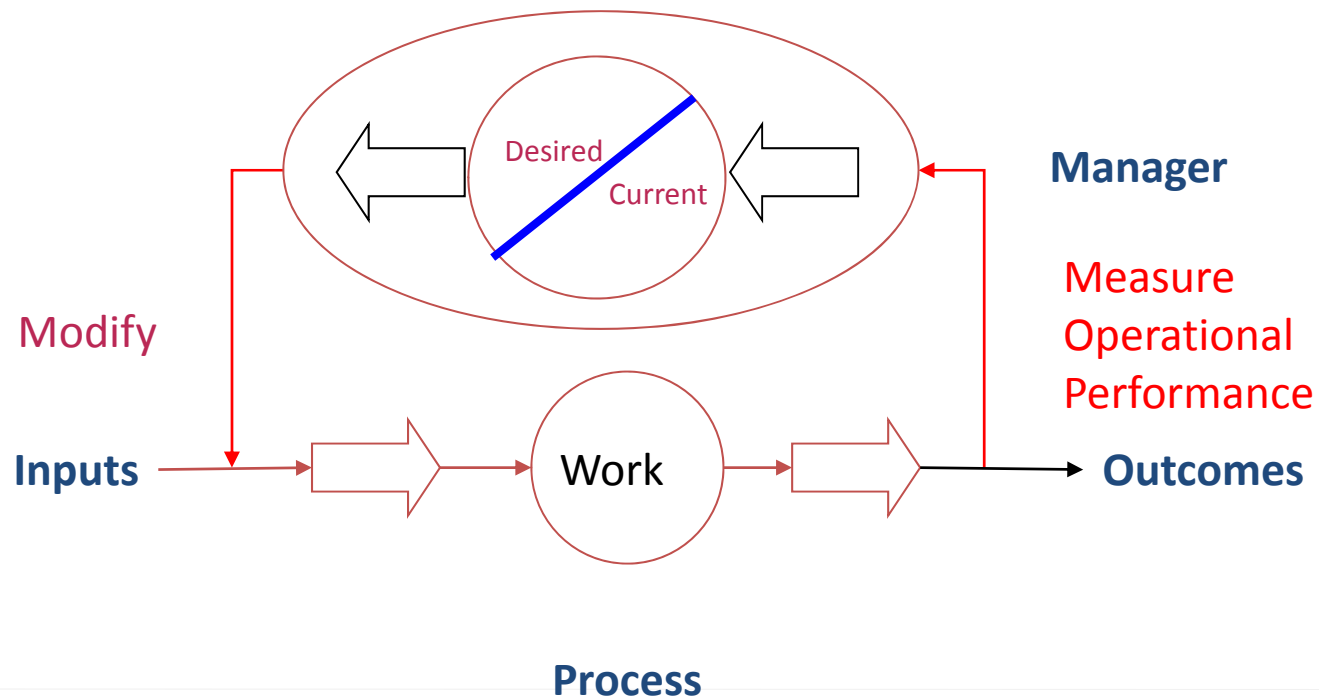 Desired
Current
Manager
Measure
Operational
Performance
Modify
Inputs
Work
Outcomes
Process